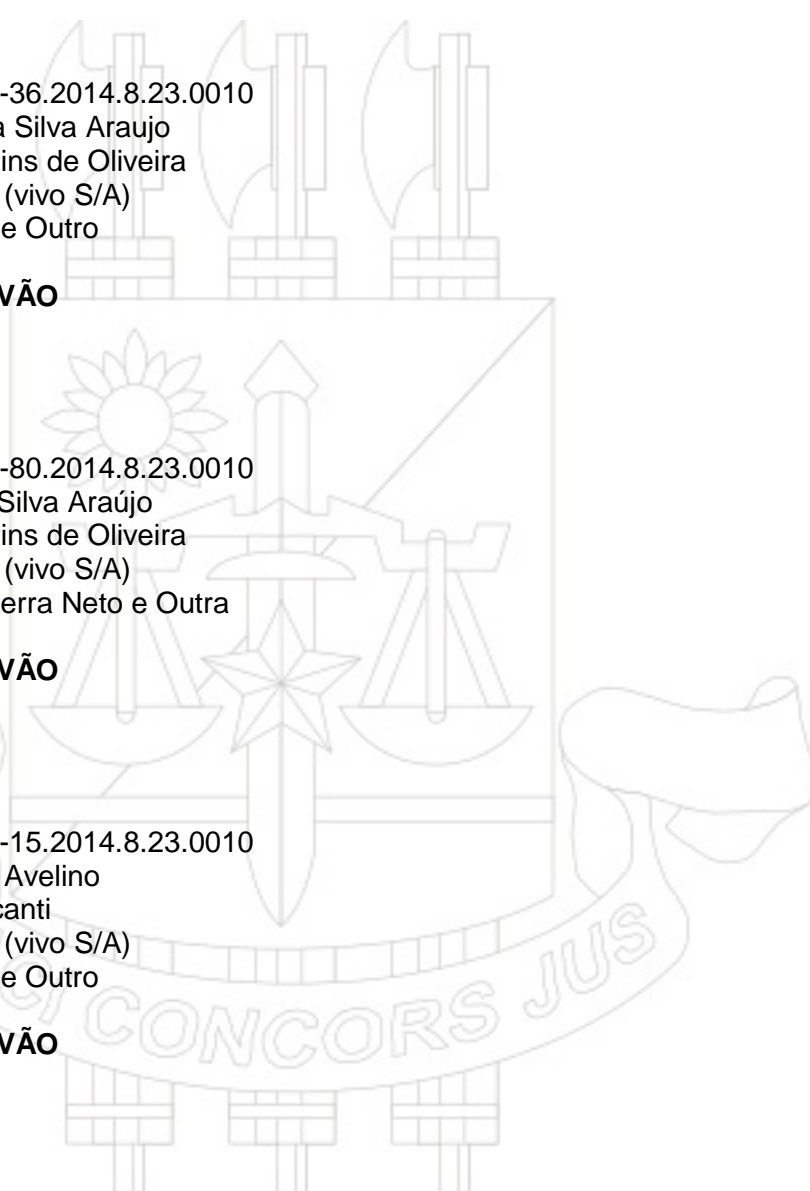 -36.2014.8.23.0010
a Silva Araujo
ins de Oliveira
(vivo S/A)
e Outro
VÃO
-80.2014.8.23.0010
Silva Araújo
ins de Oliveira
(vivo S/A)
erra Neto e Outra
VÃO
-15.2014.8.23.0010
Avelino
canti
(vivo S/A)
e Outro
CONCORS JUS
VÃO